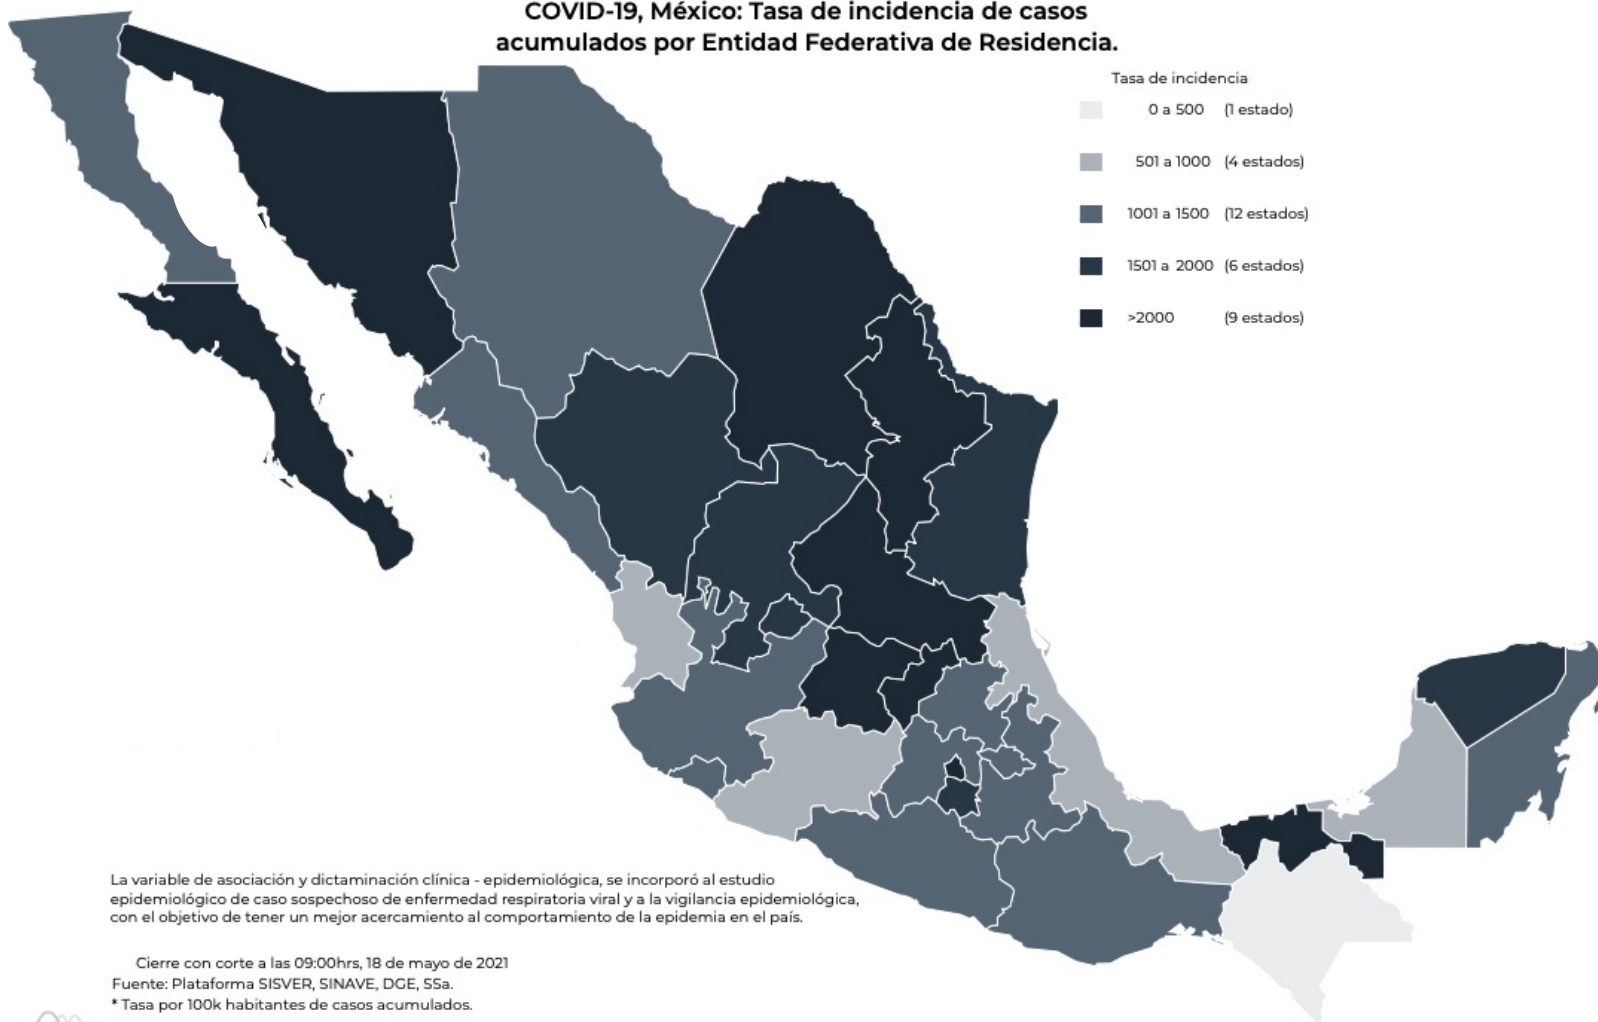 COVID-19, México: Tasa de incidencia de casos
acumulados por Entidad Federativa de Residencia.
Tasa de incidencia
0 a 500 (1 estado)
501 a 1000 (4 estados)
1001 a 1500 (12 estados)
1501 a 2000 (6 estados)
>2000 (9 estados)
La variable de asociación y dictaminación clínica - epidemiológica, se incorporó al estudio
epidemiológico de caso sospechoso de enfermedad respiratoria viral y a la vigilancia epidemiológica,
con el objetivo de tener un mejor acercamiento al comportamiento de la epidemia en el país.
Cierre con corte a las 09:00hrs, 18 de mayo de 2021
Fuente: Plataforma SISVER, SINAVE, DGE, SSa.
* Tasa por 100k habitantes de casos acumulados.